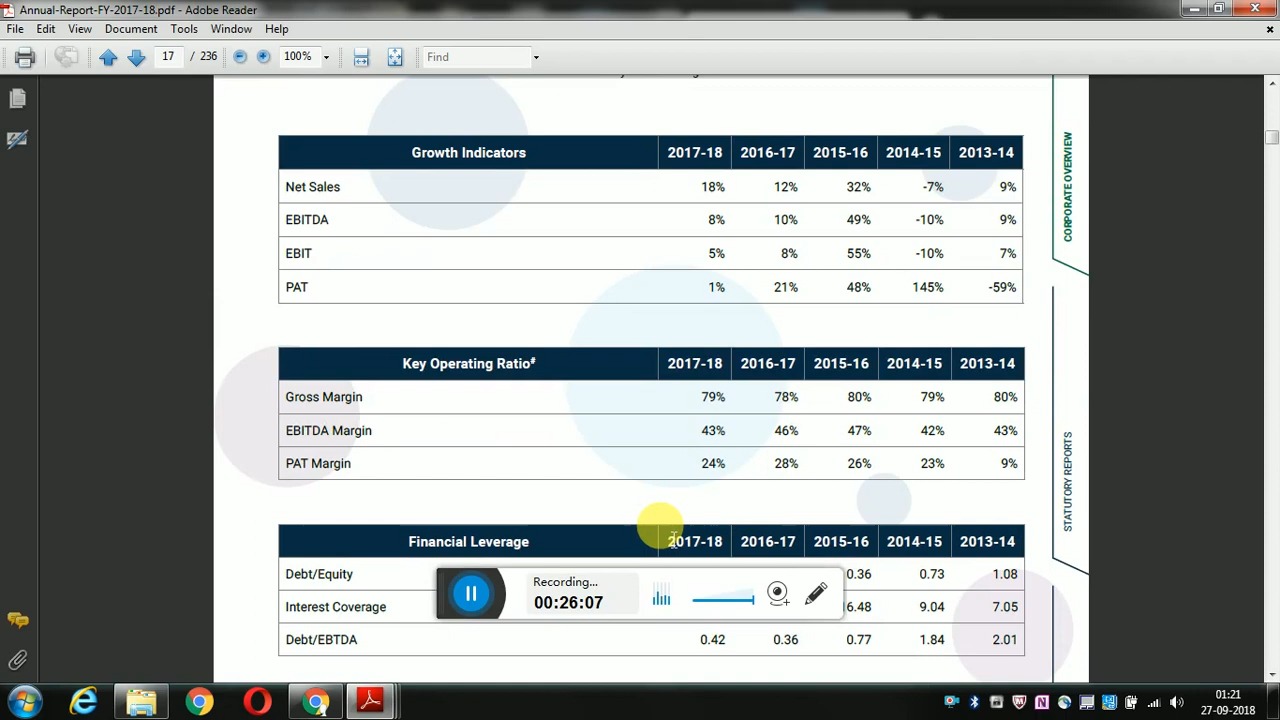 Annual-Report-FY-2017-18.pdf - Adobe Reader
File Edit View Document Tools Window Help
17 / 236 100% Find
Growth Indicators 2017-18 2016-17 2015-16 2014-15 2013-14
Net Sales 18% 12% 32% -7% 9%
EBITDA 8% 10% 49% -10% 9%
EBIT 5% 8% 55% -10% 7%
PAT 1% 21% 48% 145% -59%
Key Operating Ratio# 2017-18 2016-17 2015-16 2014-15 2013-14
Gross Margin 79% 78% 80% 79% 80%
EBITDA Margin 43% 46% 47% 42% 43%
PAT Margin 24% 28% 26% 23% 9%
Financial Leverage 2017-18 2016-17 2015-16 2014-15 2013-14
Debt/Equity 0.36 0.73 1.08
Interest Coverage 6.48 9.04 7.05
Debt/EBTDA 0.42 0.36 0.77 1.84 2.01
Recording...
00:26:07
CORPORATE OVERVIEW
STATUTORY REPORTS
01:21
27-09-2018